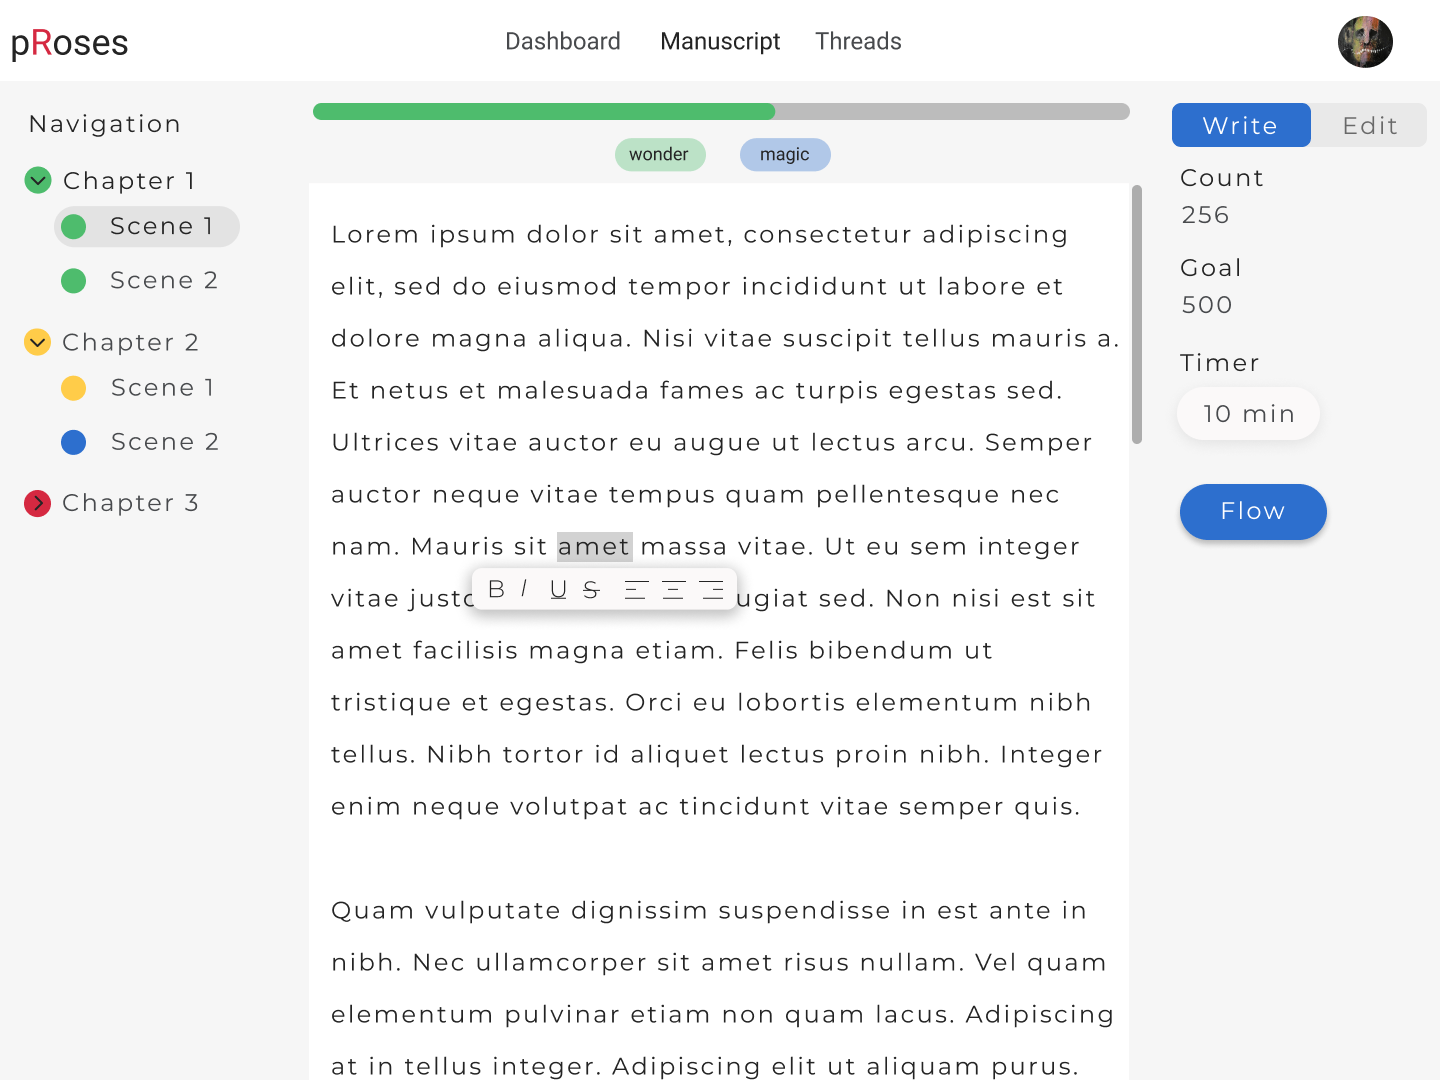 pRoses
Dashboard Manuscript Threads
Navigation
Chapter 1
Scene 1
Scene 2
Chapter 2
Scene 1
Scene 2
Chapter 3
wonder magic
Lorem ipsum dolor sit amet, consectetur adipiscing
elit, sed do eiusmod tempor incididunt ut labore et
dolore magna aliqua. Nisi vitae suscipit tellus mauris a.
Et netus et malesuada fames ac turpis egestas sed.
Ultrices vitae auctor eu augue ut lectus arcu. Semper
auctor neque vitae tempus quam pellentesque nec
nam. Mauris sit amet massa vitae. Ut eu sem integer
B I U S
vitae justo ugiat sed. Non nisi est sit
amet facilisis magna etiam. Felis bibendum ut
tristique et egestas. Orci eu lobortis elementum nibh
tellus. Nibh tortor id aliquet lectus proin nibh. Integer
enim neque volutpat ac tincidunt vitae semper quis.
Quam vulputate dignissim suspendisse in est ante in
nibh. Nec ullamcorper sit amet risus nullam. Vel quam
elementum pulvinar etiam non quam lacus. Adipiscing
at in tellus integer. Adipiscing elit ut aliquam purus.
Write Edit
Count
256
Goal
500
Timer
10 min
Flow